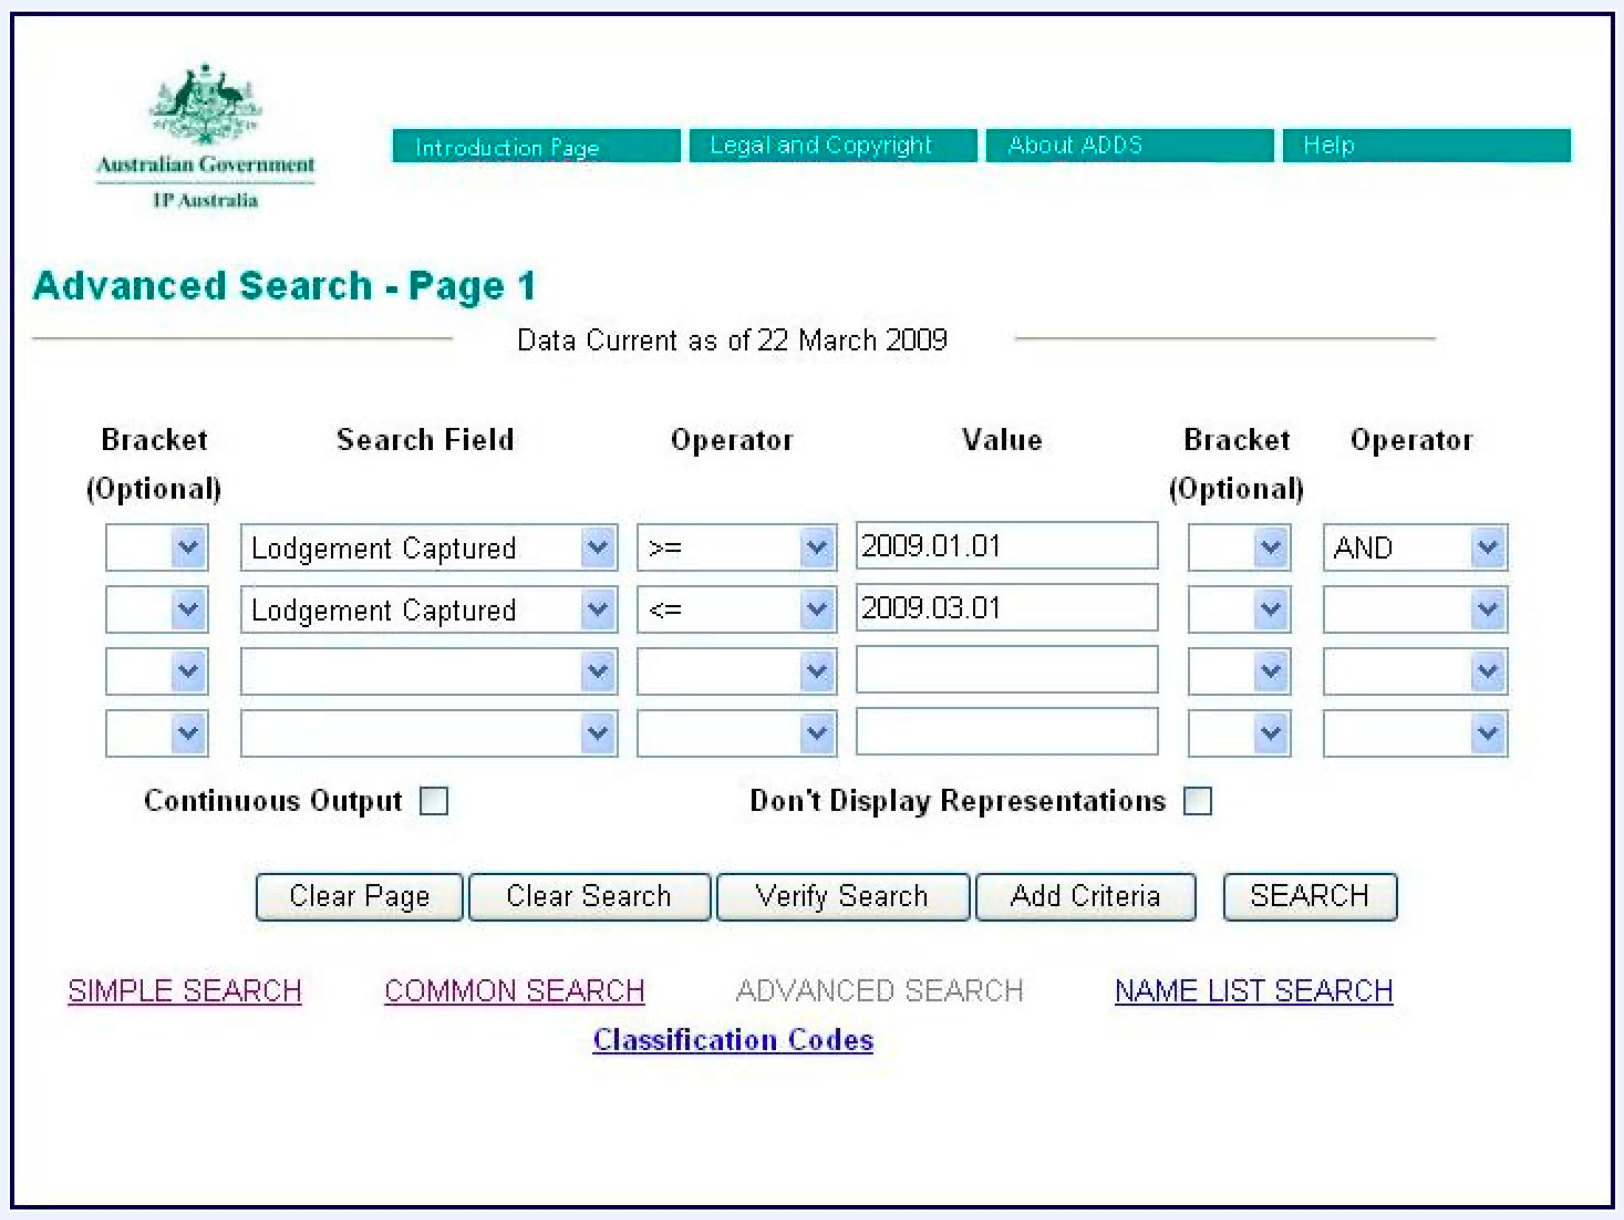 Australian Government
IP Australia
Introduction Page Legal and Copyright About ADDS Help
Advanced Search - Page 1
Data Current as of 22 March 2009
Bracket Search Field Operator Value Bracket Operator
(Optional) (Optional)
Lodgement Captured >= 2009.01.01 AND
Lodgement Captured <= 2009.03.01
Continuous Output Don't Display Representations
Clear Page Clear Search Verify Search Add Criteria SEARCH
SIMPLE SEARCH COMMON SEARCH ADVANCED SEARCH NAME LIST SEARCH
Classification Codes